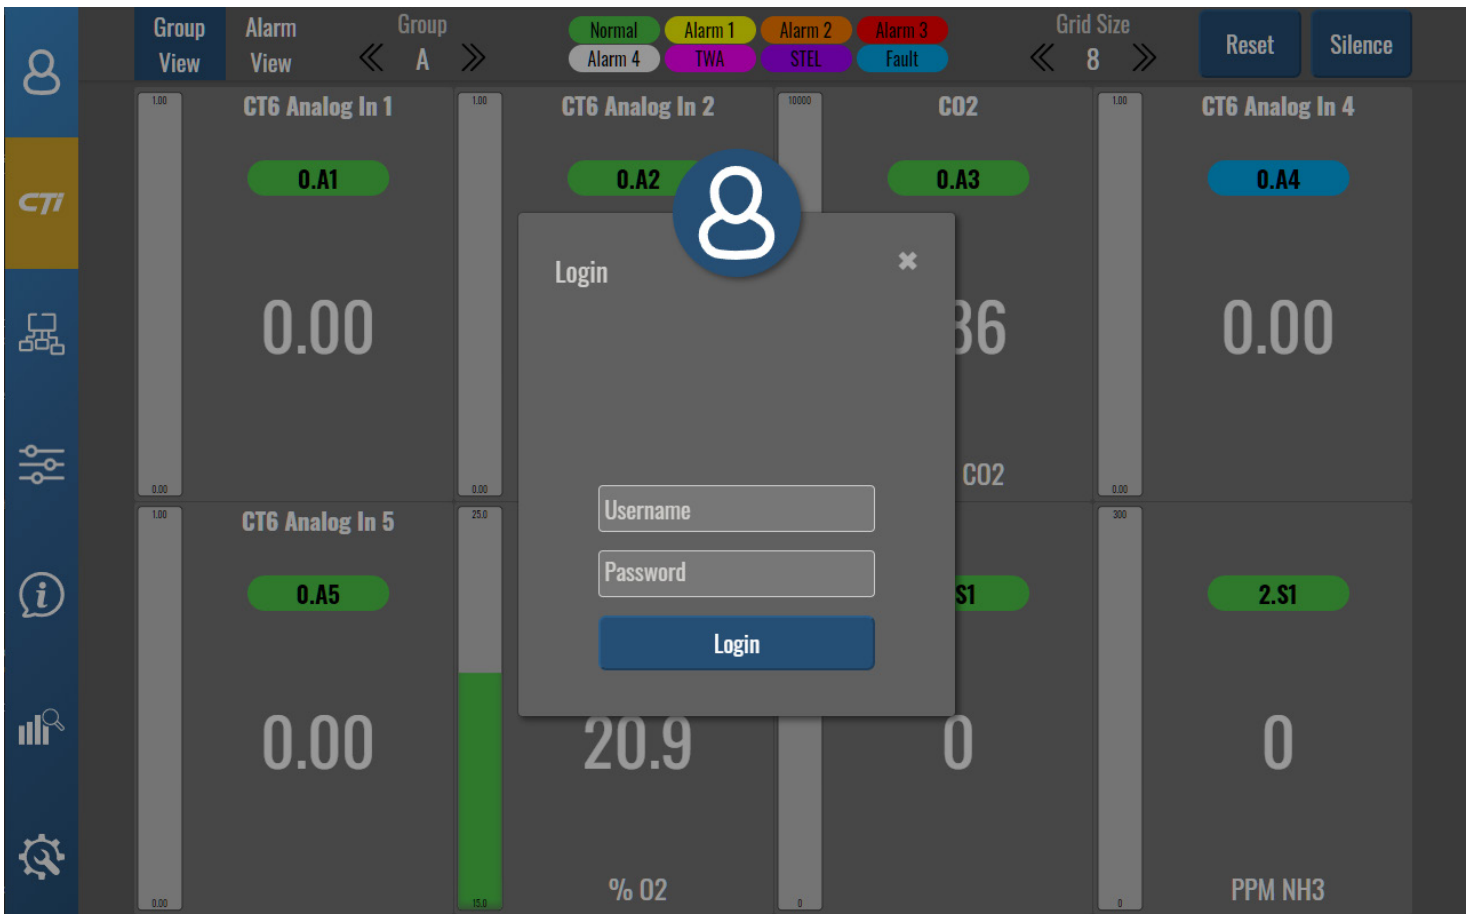 Group View
Alarm View
Group
A
Normal
Alarm 1
Alarm 2
Alarm 3
Alarm 4
TWA
STEL
Fault
Grid Size
8
Reset
Silence
CTi
1.00
CT6 Analog In 1
0.A1
0.00
0.00
1.00
CT6 Analog In 2
0.A2
0.00
10000
CO2
0.A3
36
CO2
1.00
CT6 Analog In 4
0.A4
0.00
0.00
Login
Username
Password
Login
1.00
CT6 Analog In 5
0.A5
0.00
0.00
25.0
20.9
% O2
15.0
S1
0
0
300
2.S1
0
PPM NH3
0